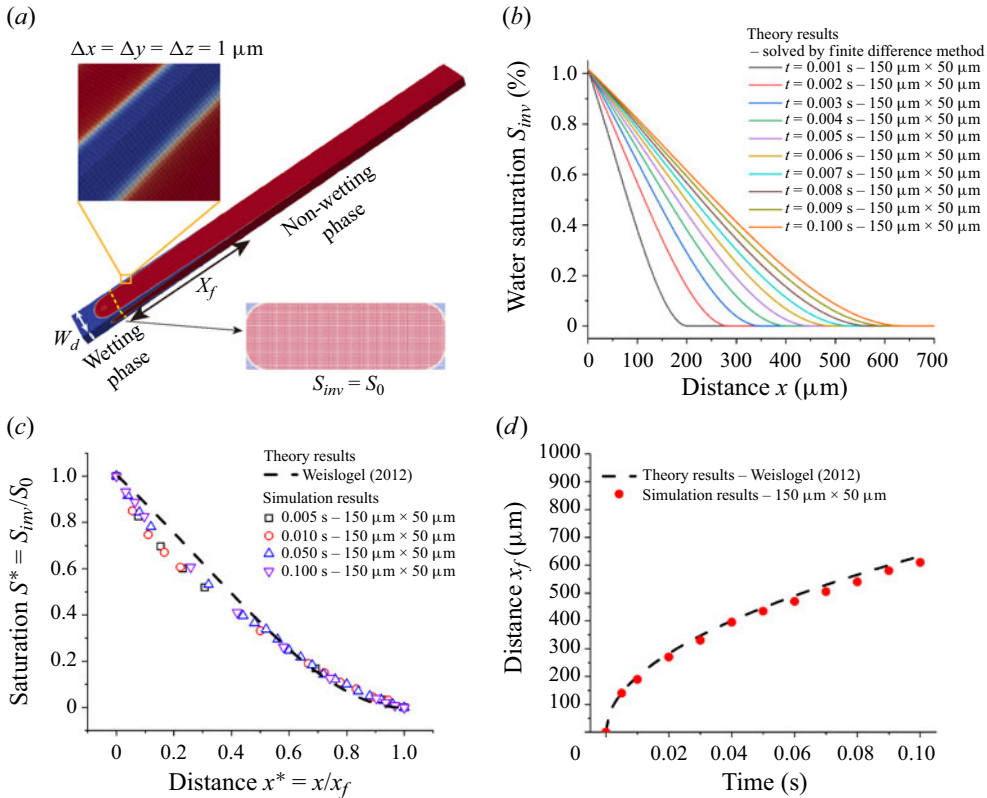 (a)
Δx = Δy = Δz = 1 μm
Non-wetting
phase
X_f
W_d
Wetting
phase
S_inv = S_0
(b)
Theory results
– solved by finite difference method
t = 0.001 s – 150 μm × 50 μm
t = 0.002 s – 150 μm × 50 μm
t = 0.003 s – 150 μm × 50 μm
t = 0.004 s – 150 μm × 50 μm
t = 0.005 s – 150 μm × 50 μm
t = 0.006 s – 150 μm × 50 μm
t = 0.007 s – 150 μm × 50 μm
t = 0.008 s – 150 μm × 50 μm
t = 0.009 s – 150 μm × 50 μm
t = 0.100 s – 150 μm × 50 μm
Water saturation S_inv (%)
1.0
0.8
0.6
0.4
0.2
0
0 100 200 300 400 500 600 700
Distance x (μm)
(c)
Theory results
Weislogel (2012)
Simulation results
0.005 s – 150 μm × 50 μm
0.010 s – 150 μm × 50 μm
0.050 s – 150 μm × 50 μm
0.100 s – 150 μm × 50 μm
Saturation S* = S_inv/S_0
1.0
0.8
0.6
0.4
0.2
0
0 0.2 0.4 0.6 0.8 1.0
Distance x* = x/x_f
(d)
Theory results – Weislogel (2012)
Simulation results – 150 μm × 50 μm
Distance x_f (μm)
1000
900
800
700
600
500
400
300
200
100
0 0.02 0.04 0.06 0.08 0.10
Time (s)